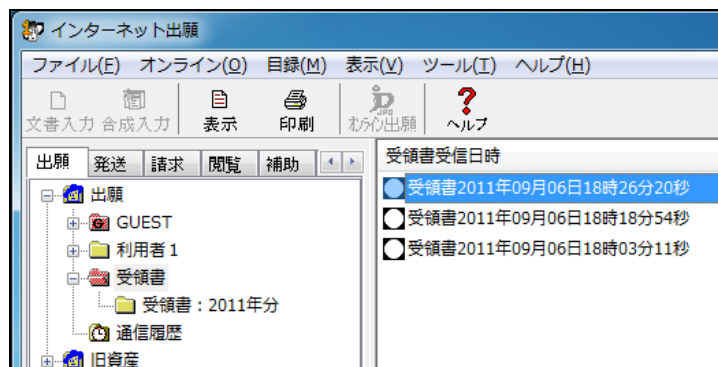 インターネット出願
ファイル(F) オンライン(O) 目録(M) 表示(V) ツール(T) ヘルプ(H)
文書入力 合成入力 表示 印刷 オンライン出願 ヘルプ
出願 発送 請求 閲覧 補助
受領書受信日時
出願
GUEST
利用者1
受領書
受領書:2011年分
通信履歴
旧資産
受領書2011年09月06日18時26分20秒
受領書2011年09月06日18時18分54秒
受領書2011年09月06日18時03分11秒